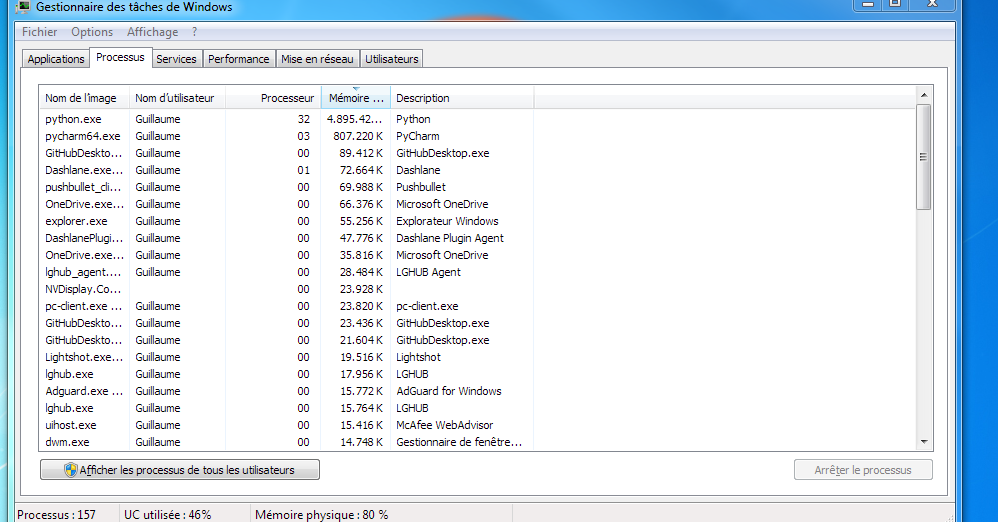 Gestionnaire des tâches de Windows
Fichier Options Affichage ?
Applications Processus Services Performance Mise en réseau Utilisateurs
Nom de l'image Nom d'utilisateur Processeur Mémoire ... Description
python.exe Guillaume 32 4.895.42... Python
pycharm64.exe Guillaume 03 807.220 K PyCharm
GitHubDeskto... Guillaume 00 89.412 K GitHubDesktop.exe
Dashlane.exe... Guillaume 01 72.664 K Dashlane
pushbullet_cli... Guillaume 00 69.988 K Pushbullet
OneDrive.exe... Guillaume 00 66.376 K Microsoft OneDrive
explorer.exe Guillaume 00 55.256 K Explorateur Windows
DashlanePlugi... Guillaume 00 47.776 K Dashlane Plugin Agent
OneDrive.exe... Guillaume 00 35.816 K Microsoft OneDrive
lghub_agent.... Guillaume 00 28.484 K LGHUB Agent
NVDisplay.Co... 00 23.928 K
pc-client.exe ... Guillaume 00 23.820 K pc-client.exe
GitHubDeskto... Guillaume 00 23.436 K GitHubDesktop.exe
GitHubDeskto... Guillaume 00 21.604 K GitHubDesktop.exe
Lightshot.exe... Guillaume 00 19.516 K Lightshot
lghub.exe Guillaume 00 17.956 K LGHUB
Adguard.exe ... Guillaume 00 15.772 K AdGuard for Windows
lghub.exe Guillaume 00 15.764 K LGHUB
uihost.exe Guillaume 00 15.416 K McAfee WebAdvisor
dwm.exe Guillaume 00 14.748 K Gestionnaire de fenêtre...
Afficher les processus de tous les utilisateurs Arrêter le processus
Processus : 157 UC utilisée : 46% Mémoire physique : 80 %